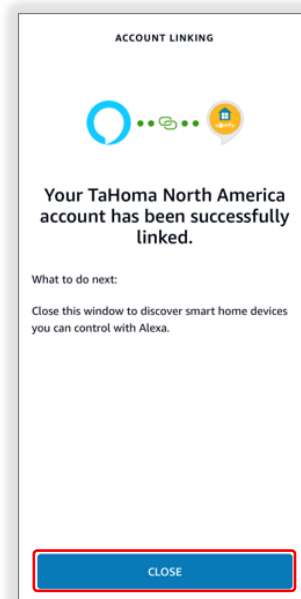 ACCOUNT LINKING
somfy
Your TaHoma North America
account has been successfully
linked.
What to do next:
Close this window to discover smart home devices
you can control with Alexa.
CLOSE